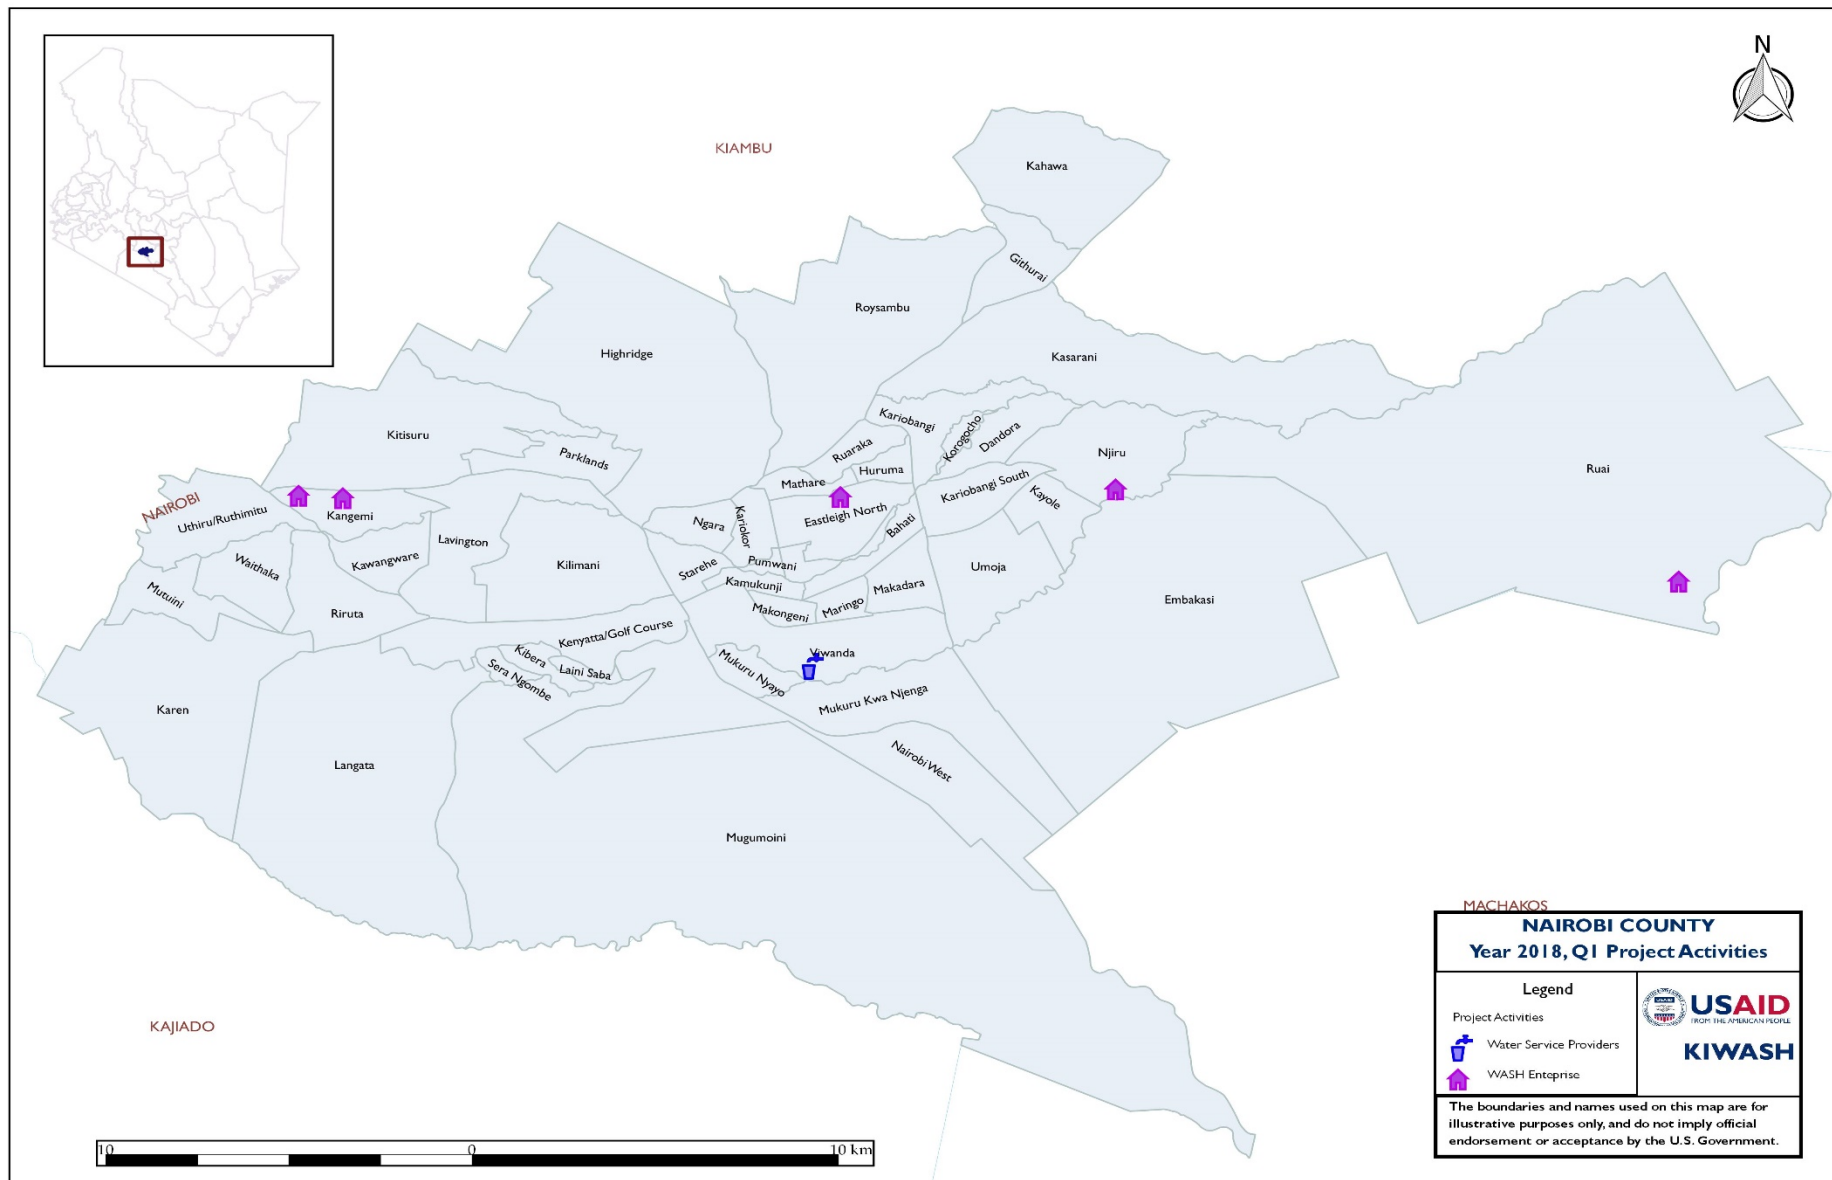 N
KIAMBU
Kahawa
Githurai
Roysambu
Highridge
Kasarani
Kariobangi
Korogocho
Dandora
Kitisuru
Parklands
Ruaraka
Huruma
Mathare
Njiru
Ruai
Kariobangi South
Kayole
NAIROBI
Uthiru/Ruthimitu
Kangemi
Lavington
Ngara
Kariokor
Eastleigh North
Bahati
Waithaka
Kawangware
Kilimani
Starehe
Pumwani
Umoja
Mutuini
Riruta
Kamukunji
Makongeni
Maringo
Makadara
Embakasi
Kenyatta/Golf Course
Kibera
Laini Saba
Sera Ngombe
Viwanda
Mukuru Nyayo
Mukuru Kwa Njenga
Karen
Langata
Nairobi West
Mugumoini
KAJIADO
MACHAKOS
NAIROBI COUNTY
Year 2018, Q1 Project Activities
Legend
Project Activities
Water Service Providers
WASH Enteprise
USAID
FROM THE AMERICAN PEOPLE
KIWASH
The boundaries and names used on this map are for
illustrative purposes only, and do not imply official
endorsement or acceptance by the U.S. Government.
10 0 10 km